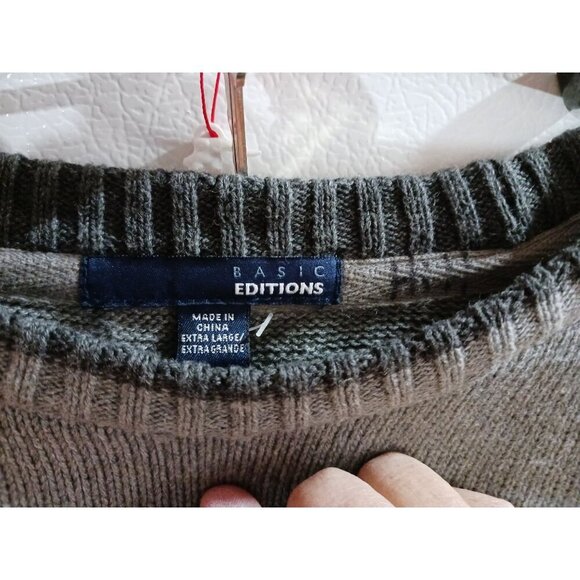 BASIC
EDITIONS
MADE IN
CHINA
EXTRA LARGE/
EXTRA GRANDE